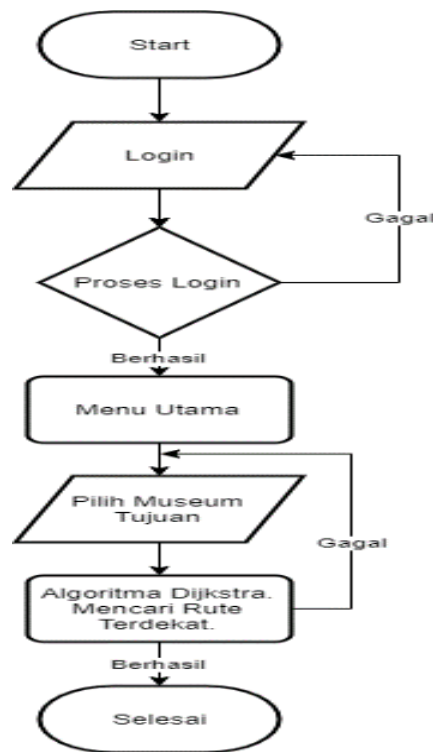 Start
Login
Gagal
Proses Login
Berhasil
Menu Utama
Pilih Museum
Tujuan
Gagal
Algoritma Dijkstra.
Mencari Rute
Terdekat.
Berhasil
Selesai